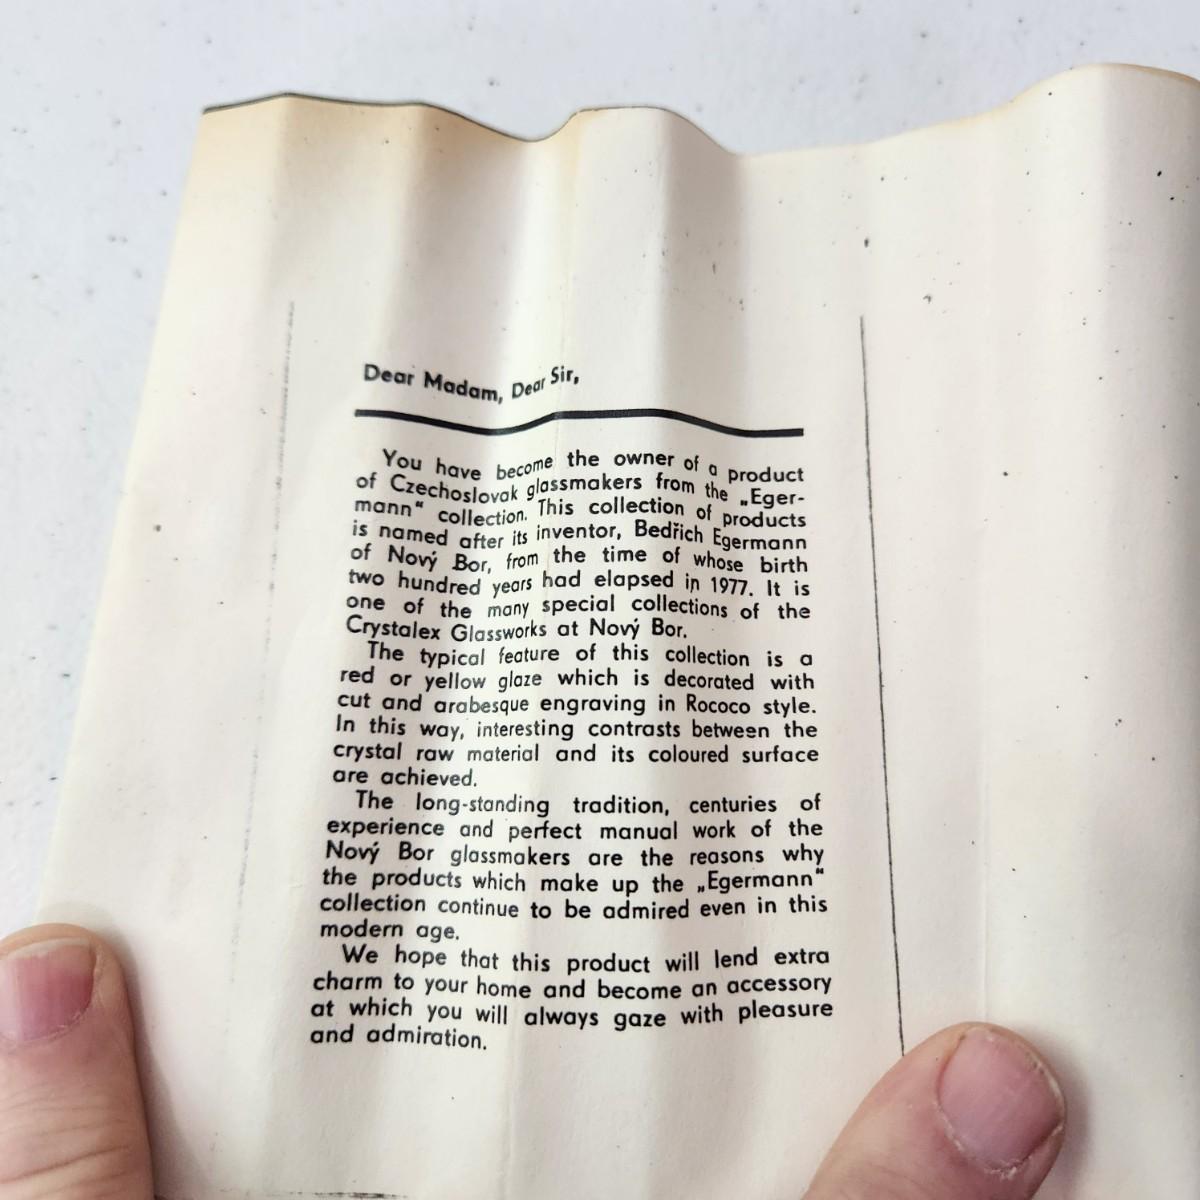 Dear Madam, Dear Sir,
You have become the owner of a product
of Czechoslovak glassmakers from the „Eger-
mann“ collection. This collection of products
is named after its inventor, Bedřich Egermann
of Nový Bor, from the time of whose birth
two hundred years had elapsed in 1977. It is
one of the many special collections of the
Crystalex Glassworks at Nový Bor.
The typical feature of this collection is a
red or yellow glaze which is decorated with
cut and arabesque engraving in Rococo style.
In this way, interesting contrasts between the
crystal raw material and its coloured surface
are achieved.
The long-standing tradition, centuries of
experience and perfect manual work of the
Nový Bor glassmakers are the reasons why
the products which make up the „Egermann“
collection continue to be admired even in this
modern age.
We hope that this product will lend extra
charm to your home and become an accessory
at which you will always gaze with pleasure
and admiration.